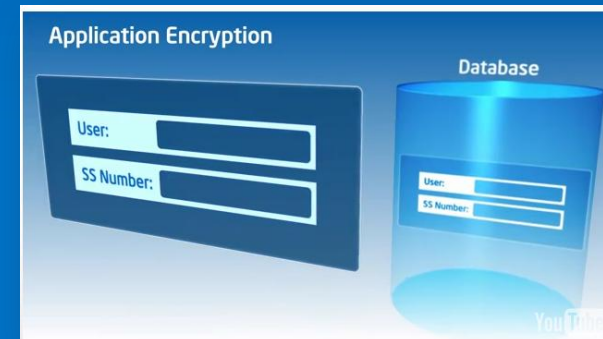 Application Encryption
Database
User:
SS Number:
User:
SS Number:
YouTube